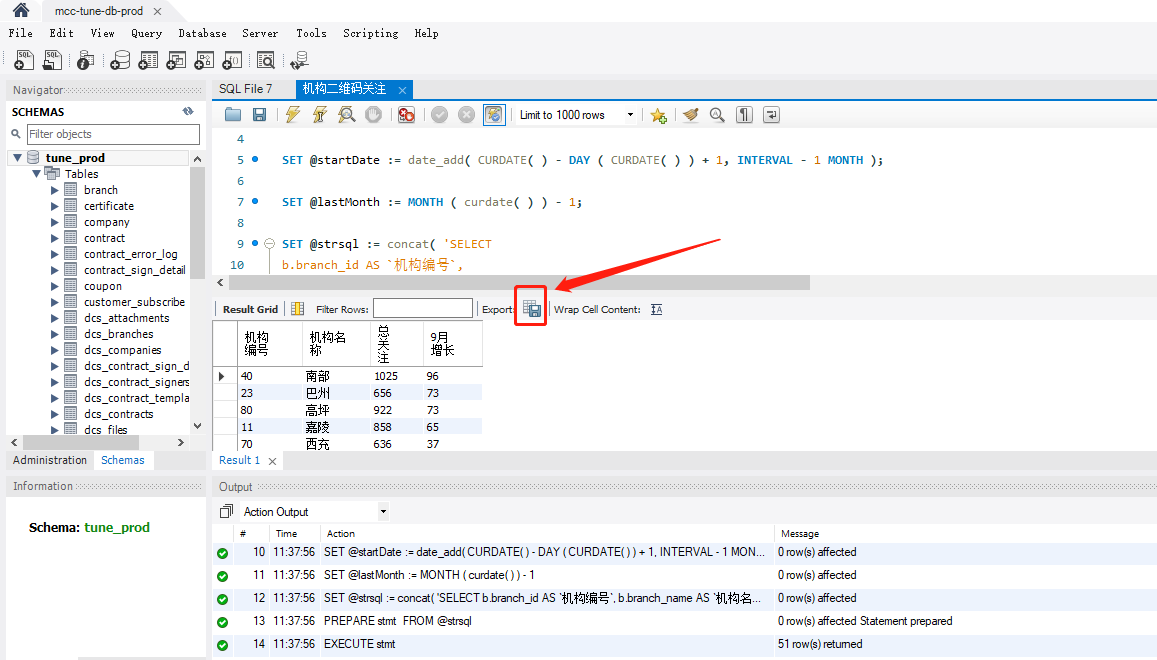 mcc-tune-db-prod
File Edit View Query Database Server Tools Scripting Help
Navigator
SCHEMAS
Filter objects
tune_prod
Tables
branch
certificate
company
contract
contract_error_log
contract_sign_detail
coupon
customer_subscribe
dcs_attachments
dcs_branches
dcs_companies
dcs_contract_sign_d
dcs_contract_signers
dcs_contract_templa
dcs_contracts
dcs_files
Administration Schemas
Information
Schema: tune_prod
SQL File 7 机构二维码关注
Limit to 1000 rows
4
5 SET @startDate := date_add( CURDATE( ) - DAY ( CURDATE( ) ) + 1, INTERVAL - 1 MONTH );
6
7 SET @lastMonth := MONTH ( curdate( ) ) - 1;
8
9 SET @strsql := concat( 'SELECT
10 b.branch_id AS `机构编号`,
Result Grid Filter Rows: Export: Wrap Cell Content:
机构编号 机构名称 总关注 9月增长
40 南部 1025 96
23 巴州 656 73
80 高坪 922 73
11 嘉陵 858 65
70 西充 636 37
Result 1
Output
Action Output
# Time Action Message
10 11:37:56 SET @startDate := date_add( CURDATE( ) - DAY ( CURDATE( ) ) + 1, INTERVAL - 1 MON... 0 row(s) affected
11 11:37:56 SET @lastMonth := MONTH ( curdate( ) ) - 1 0 row(s) affected
12 11:37:56 SET @strsql := concat( 'SELECT b.branch_id AS `机构编号`, b.branch_name AS `机构名... 0 row(s) affected
13 11:37:56 PREPARE stmt FROM @strsql 0 row(s) affected Statement prepared
14 11:37:56 EXECUTE stmt 51 row(s) returned